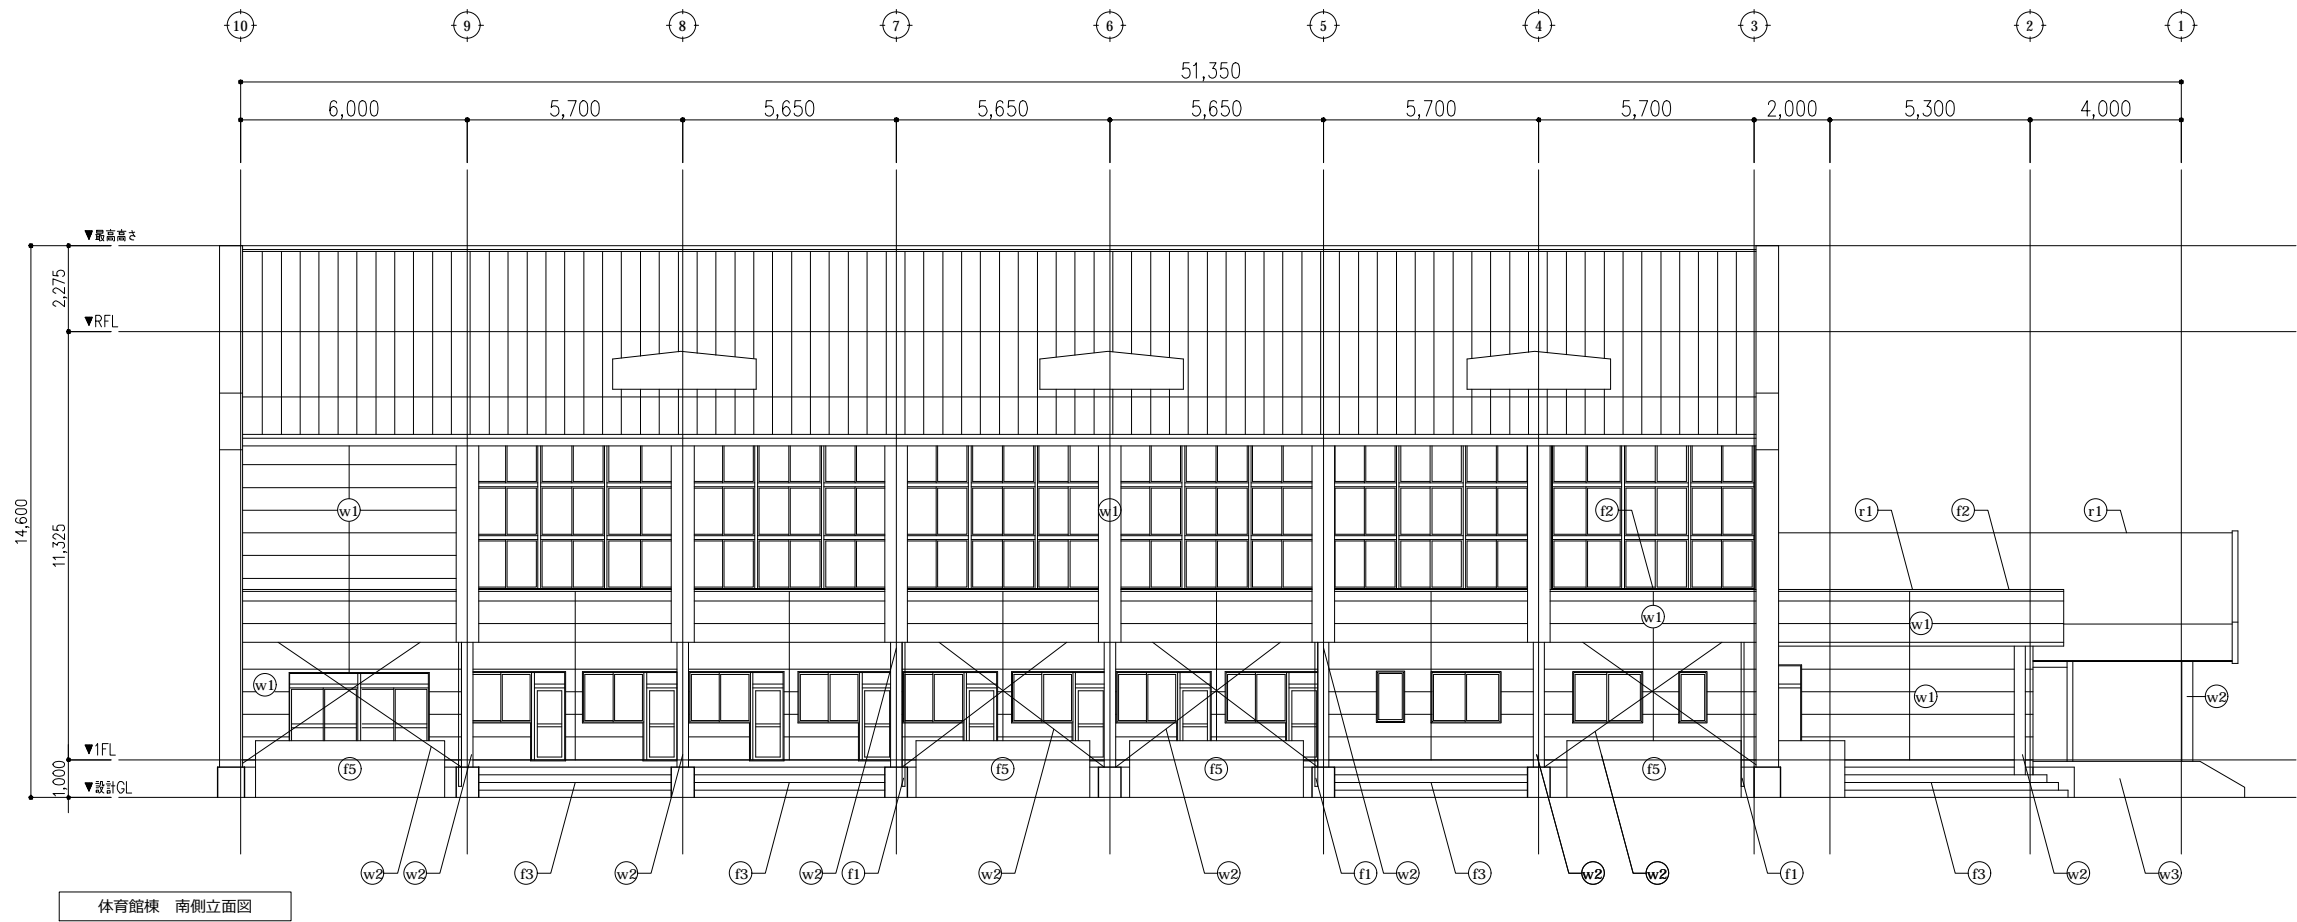 10 9 8 7 6 5 4 3 2 1
51,350
6,000 5,700 5,650 5,650 5,650 5,700 5,700 2,000 5,300 4,000
▼最高高さ
2,275
▼RFL
14,600
11,325
w1 w1 f2 r1 f2 r1
w1 w1
w1 w1 w2
▼1FL
f5 f5 f5 f5
1,000
▼設計GL
w2 w2 f3 w2 f3 w2 f1 w2 w2 f1 w2 f3 w2 w2 f1 f3 w2 w3
体育館棟 南側立面図